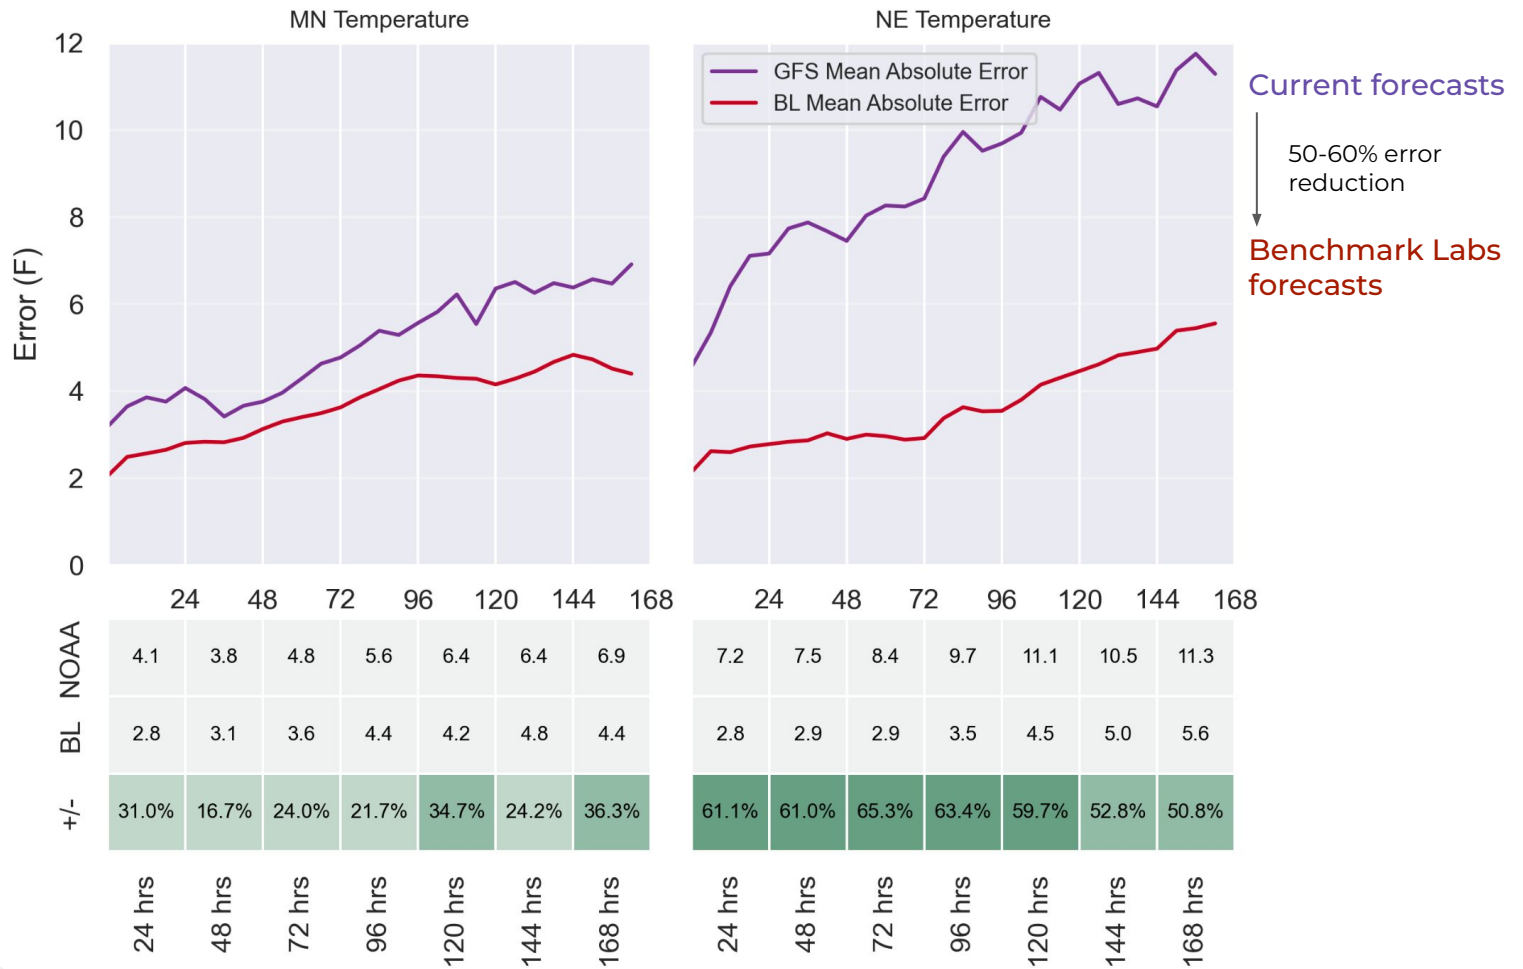 MN Temperature
NE Temperature
12
10
8
6
4
2
0
Error (F)
GFS Mean Absolute Error
BL Mean Absolute Error
Current forecasts
50-60% error
reduction
Benchmark Labs
forecasts
24 48 72 96 120 144 168
24 48 72 96 120 144 168
NOAA 4.1 3.8 4.8 5.6 6.4 6.4 6.9 7.2 7.5 8.4 9.7 11.1 10.5 11.3
BL 2.8 3.1 3.6 4.4 4.2 4.8 4.4 2.8 2.9 2.9 3.5 4.5 5.0 5.6
+/- 31.0% 16.7% 24.0% 21.7% 34.7% 24.2% 36.3% 61.1% 61.0% 65.3% 63.4% 59.7% 52.8% 50.8%
24 hrs 48 hrs 72 hrs 96 hrs 120 hrs 144 hrs 168 hrs 24 hrs 48 hrs 72 hrs 96 hrs 120 hrs 144 hrs 168 hrs